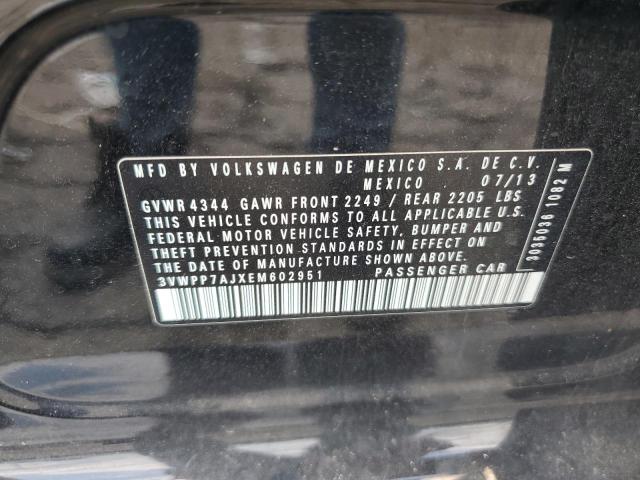 MFD BY VOLKSWAGEN DE MEXICO S.A. DE C.V.
MEXICO 07/13
GVWR 4344 GAWR FRONT 2249 / REAR 2205 LBS
THIS VEHICLE CONFORMS TO ALL APPLICABLE U.S.
FEDERAL MOTOR VEHICLE SAFETY, BUMPER AND
THEFT PREVENTION STANDARDS IN EFFECT ON
THE DATE OF MANUFACTURE SHOWN ABOVE.
3VWPP7AJXEM602951 PASSENGER CAR
3035036 1082 M